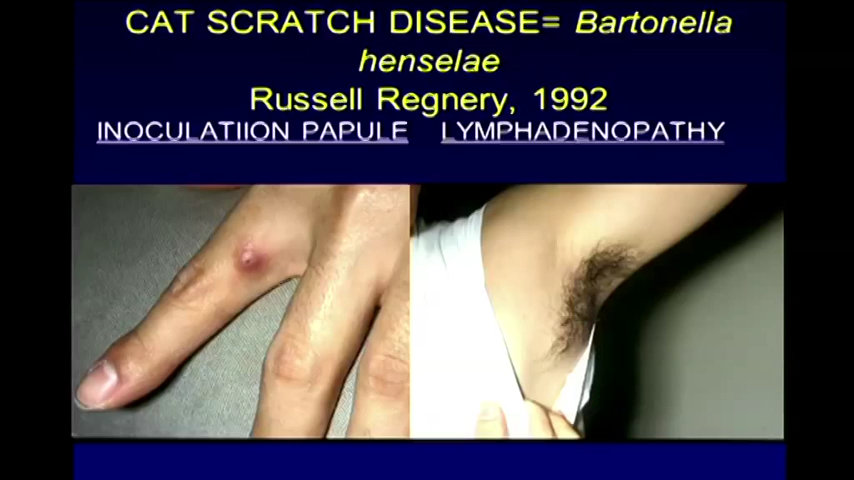 CAT SCRATCH DISEASE= Bartonella
henselae
Russell Regnery, 1992
INOCULATIION PAPULE LYMPHADENOPATHY